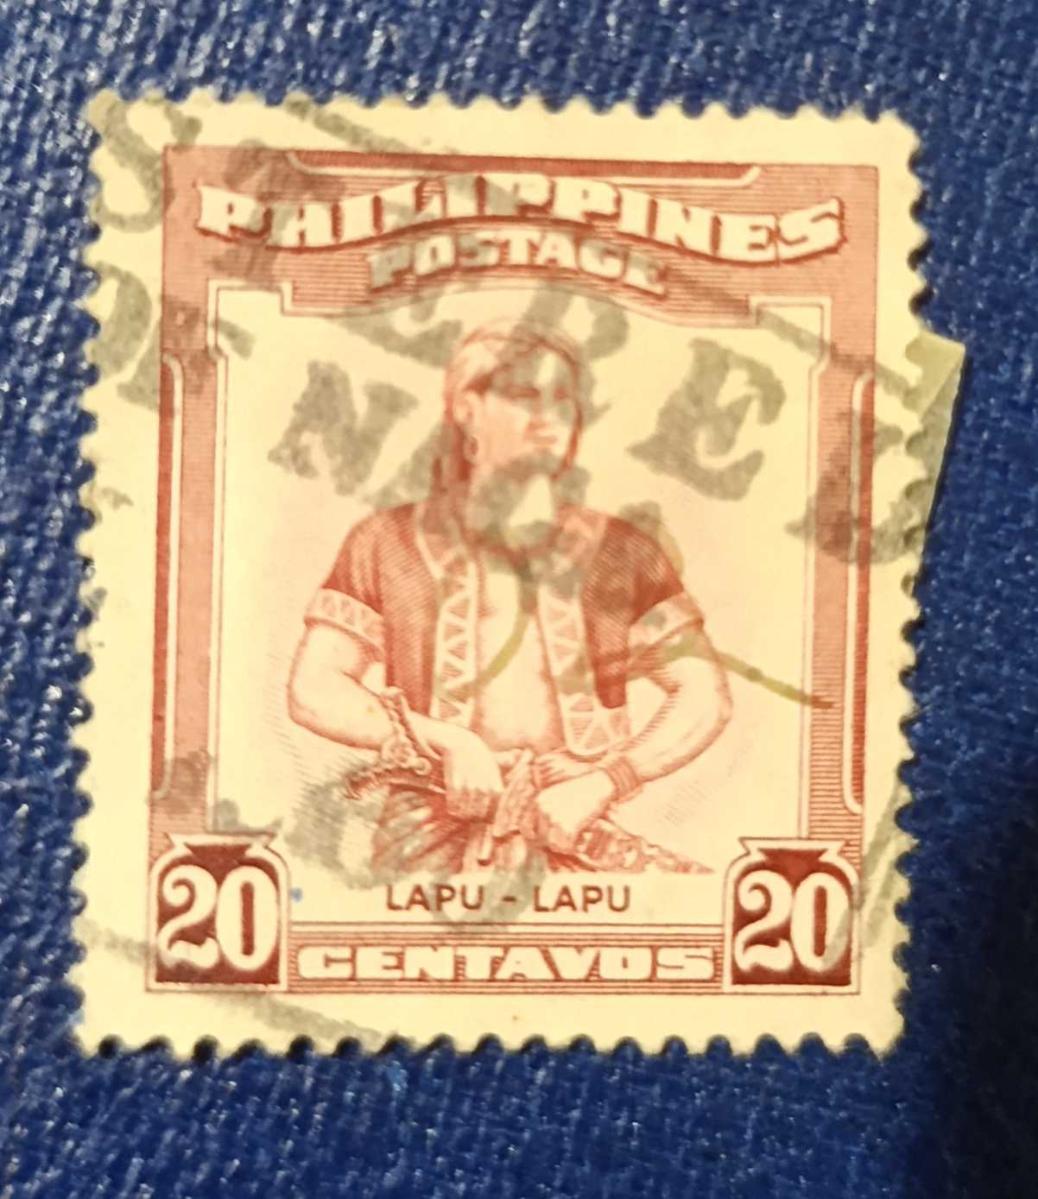 PHILIPPINES
POSTAGE
LAPU - LAPU
20 20
CENTAVOS